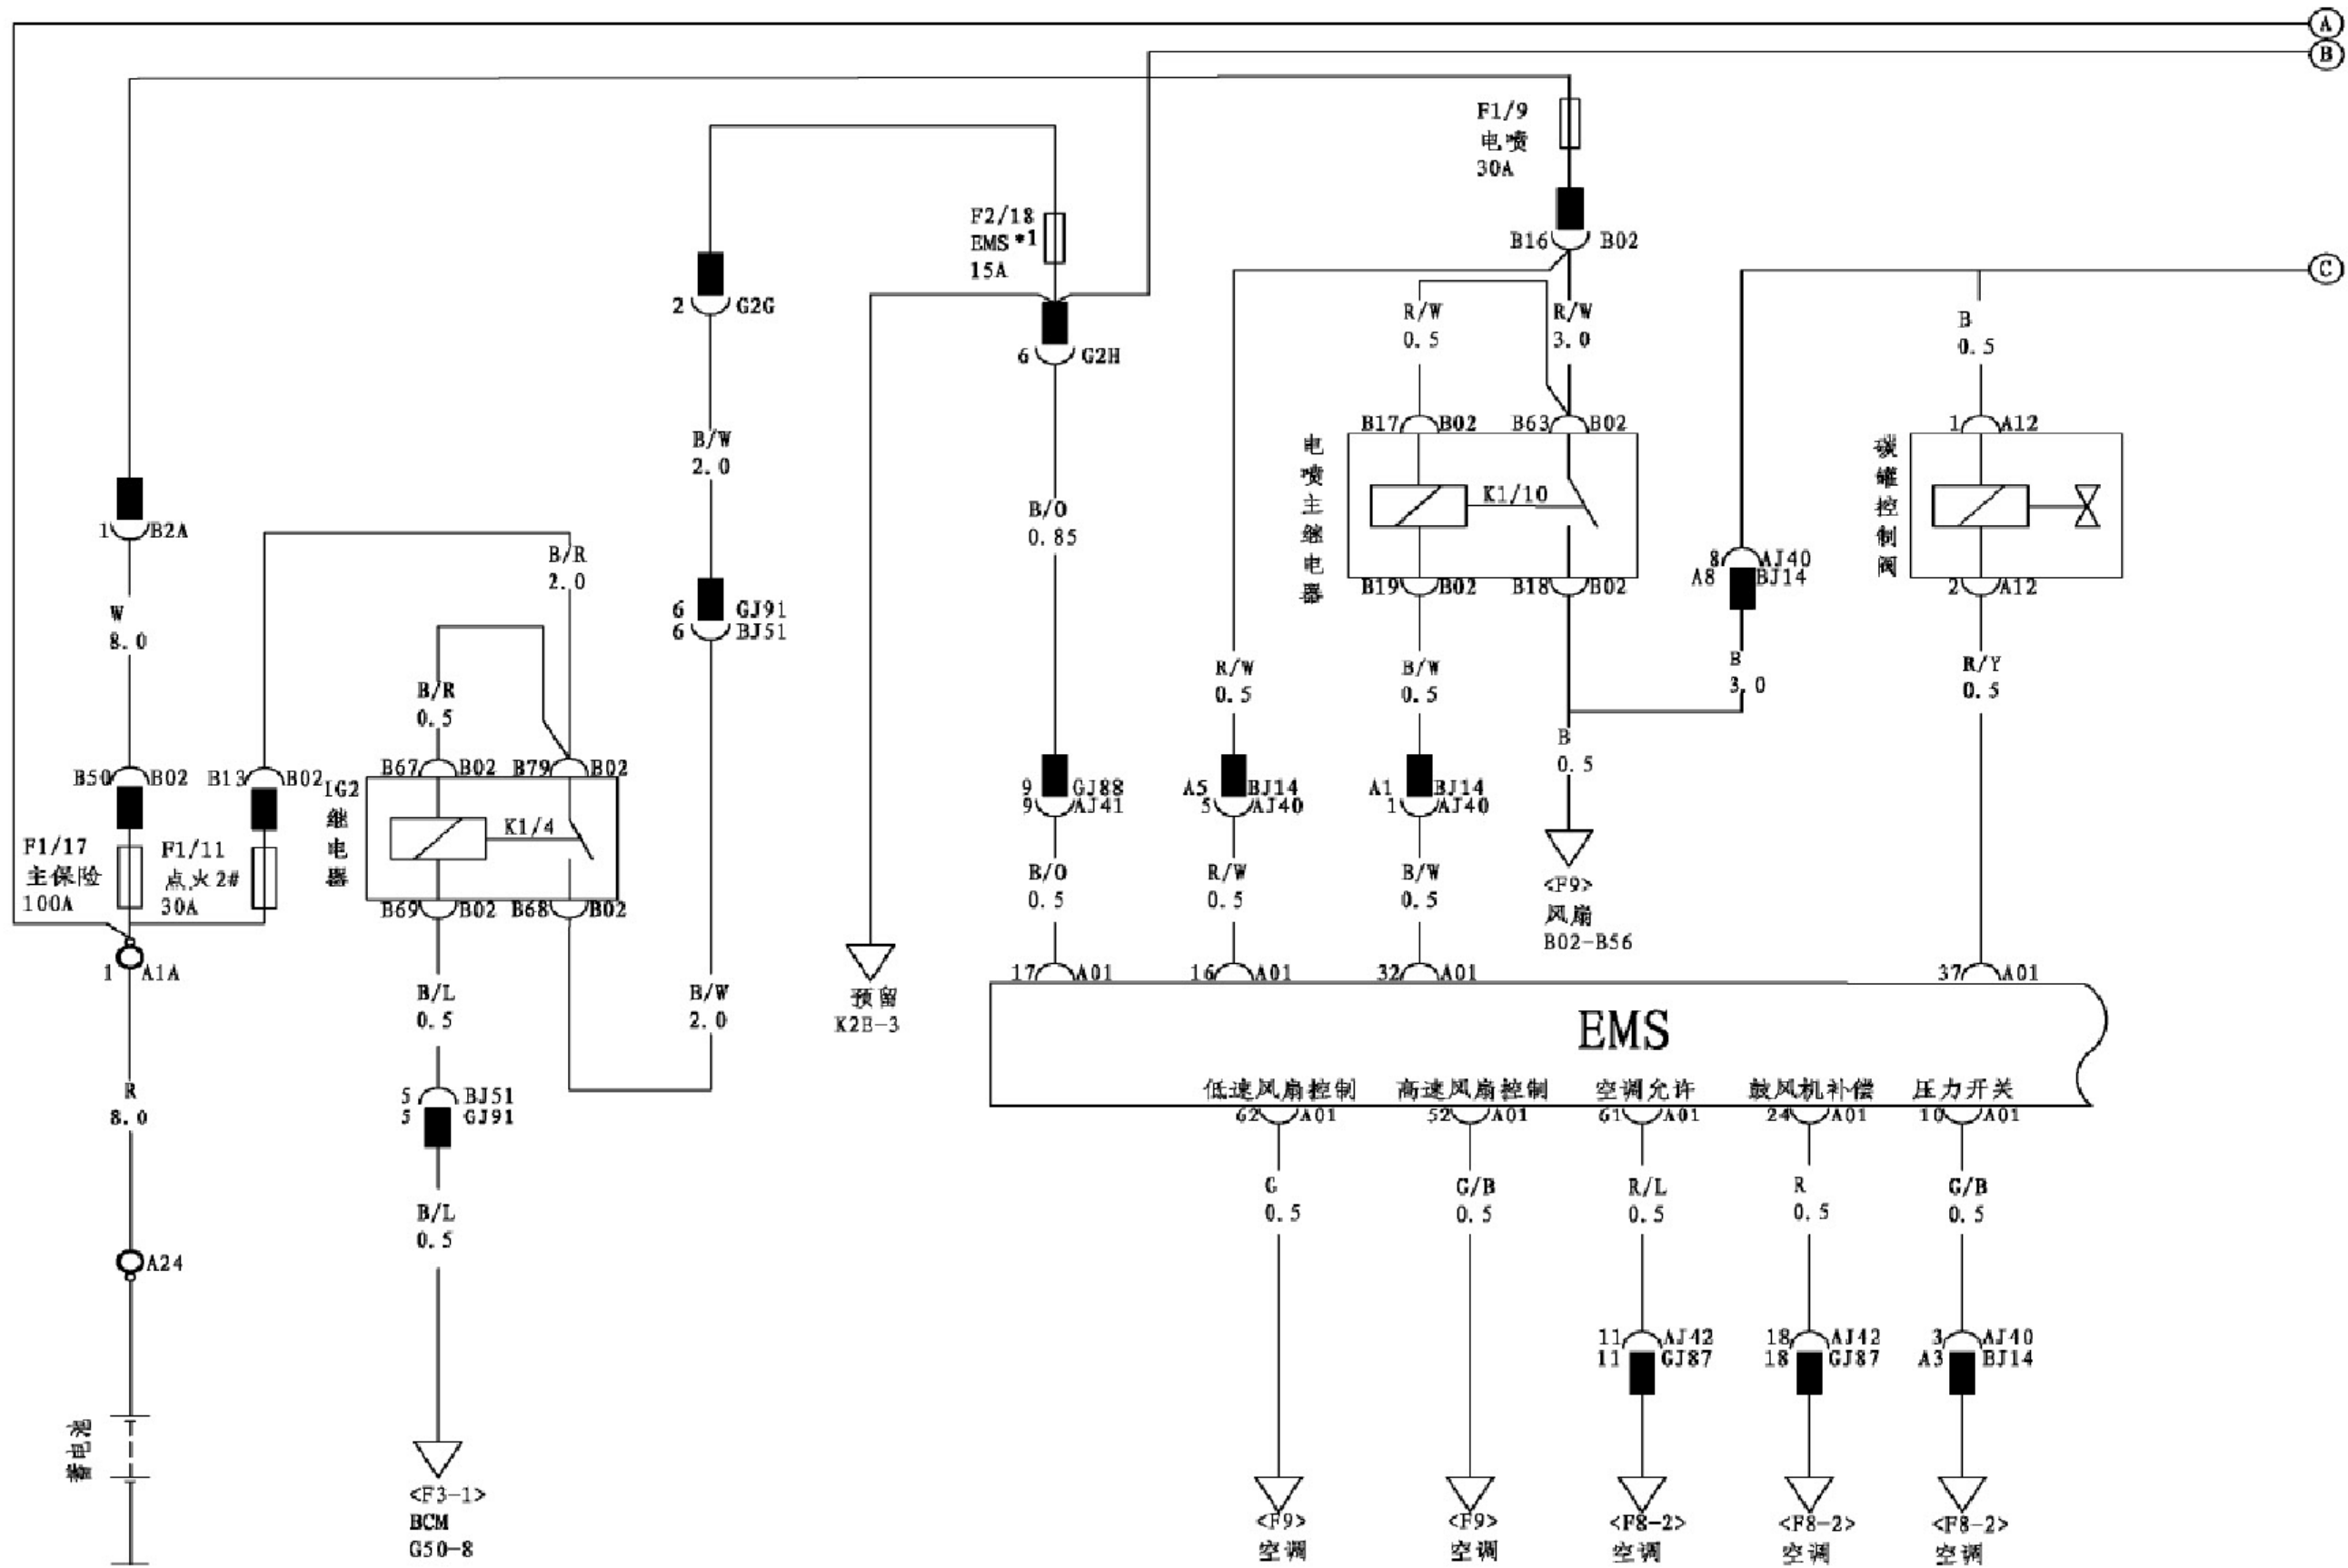 A
B
F1/9
电喷
30A
F2/18
EMS *1
15A
B16 B02
C
2 G2G
6 G2H
R/W
0.5
R/W
3.0
B
0.5
B17 B02
B63 B02
1 A12
B/W
2.0
电喷主继电器
K1/10
碳罐控制阀
1 B2A
B/R
2.0
B/O
0.85
8 AJ40
A8 BJ14
B19 B02
B18 B02
2 A12
W
8.0
6 GJ91
6 BJ51
B/R
0.5
R/W
0.5
B/W
0.5
B
3.0
R/Y
0.5
B
0.5
B50 B02
B13 B02
B67 B02
B79 B02
IG2
继电器
K1/4
9 GJ88
9 AJ41
A5 BJ14
5 AJ40
A1 BJ14
1 AJ40
F1/17
主保险
100A
F1/11
点火2#
30A
B69 B02
B68 B02
B/O
0.5
R/W
0.5
B/W
0.5
<F9>
风扇
B02-B56
1 A1A
17 A01
16 A01
32 A01
37 A01
B/L
0.5
B/W
2.0
预留
K2E-3
EMS
R
8.0
5 BJ51
5 GJ91
低速风扇控制
高速风扇控制
空调允许
鼓风机补偿
压力开关
62 A01
52 A01
61 A01
24 A01
10 A01
B/L
0.5
G
0.5
G/B
0.5
R/L
0.5
R
0.5
G/B
0.5
A24
11 AJ42
11 GJ87
18 AJ42
18 GJ87
3 AJ40
A3 BJ14
蓄电池
<F3-1>
BCM
G50-8
<F9>
空调
<F9>
空调
<F8-2>
空调
<F8-2>
空调
<F8-2>
空调